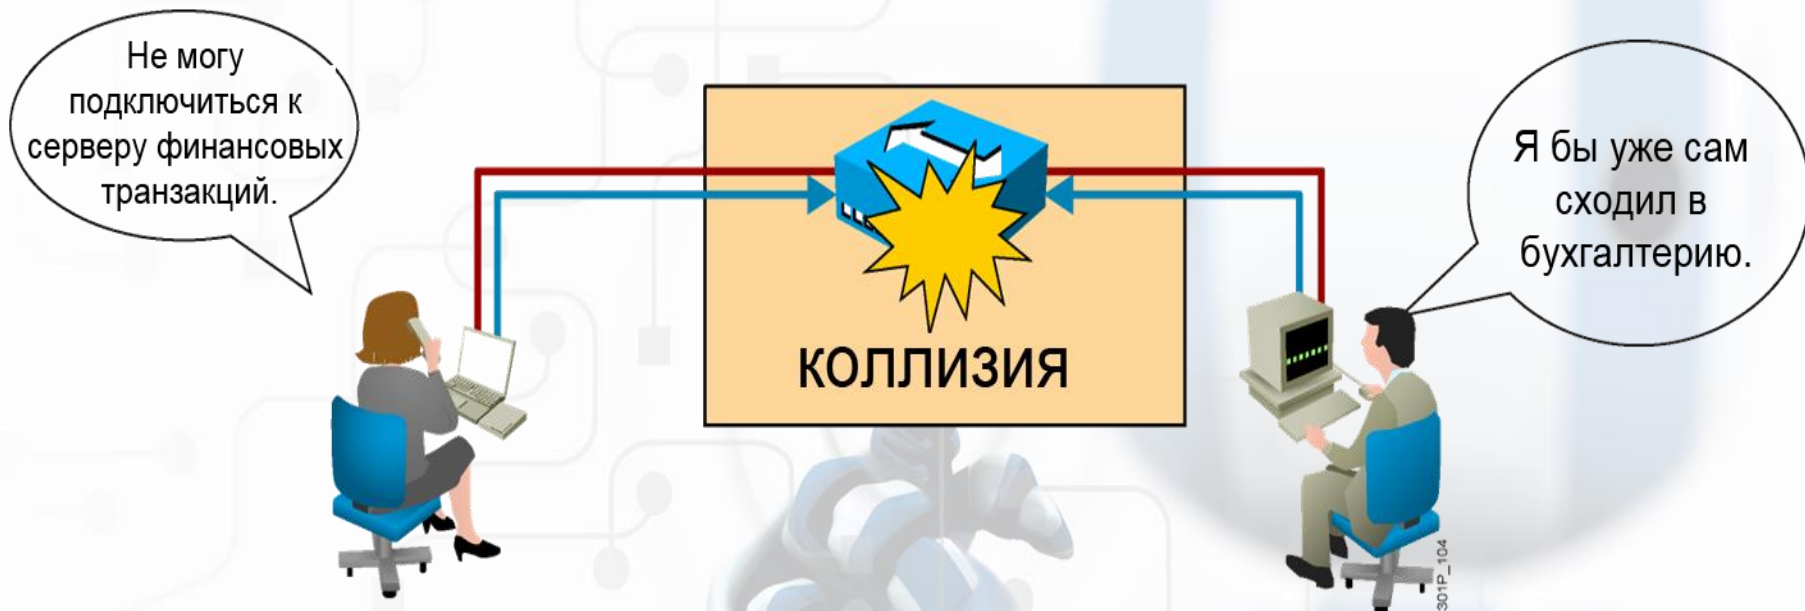 Не могу
подключиться к
серверу финансовых
транзакций.
КОЛЛИЗИЯ
Я бы уже сам
сходил в
бухгалтерию.
301P_104